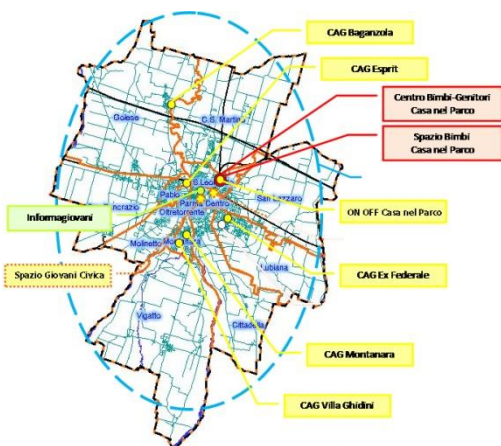 CAG Baganzola
CAG Esprit
Centro Bimbi-Genitori
Casa nel Parco
Spazio Bimbi
Casa nel Parco
ON OFF Casa nel Parco
CAG Ex Federale
CAG Montanara
CAG Villa Ghidini
Informagiovani
Spazio Giovani Civica
Golese
C.S. Martino
S.Leo
Pablo
Parma Centro
San Lazzaro
Oltretorrente
Molinetto
Lubiana
Vigatto
Cittadella